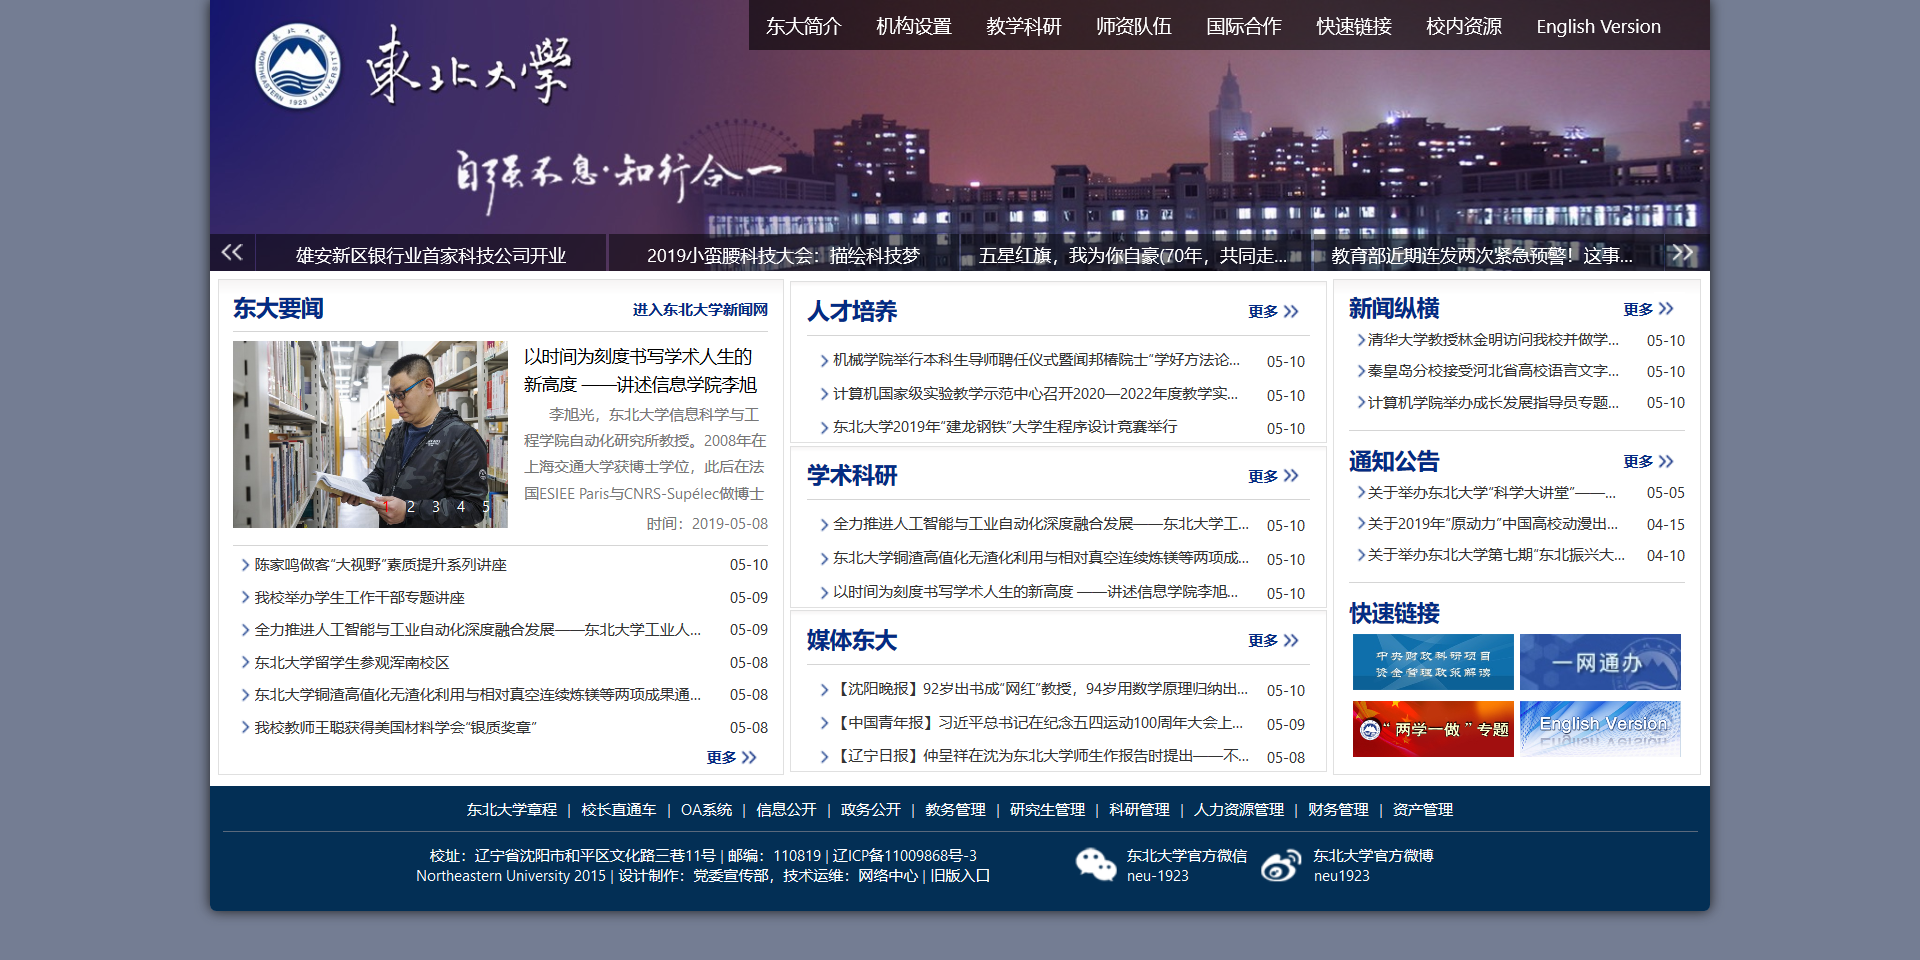 东大简介 机构设置 教学科研 师资队伍 国际合作 快速链接 校内资源 English Version
東北大學
NORTHEASTERN 1923 UNIVERSITY
自强不息·知行合一
雄安新区银行业首家科技公司开业 2019小蛮腰科技大会：描绘科技梦 五星红旗，我为你自豪(70年，共同走... 教育部近期连发两次紧急预警！这事...
东大要闻 进入东北大学新闻网
以时间为刻度书写学术人生的
新高度 ——讲述信息学院李旭
李旭光，东北大学信息科学与工
程学院自动化研究所教授。2008年在
上海交通大学获博士学位，此后在法
国ESIEE Paris与CNRS-Supélec做博士
1 2 3 4 5
时间：2019-05-08
陈家鸣做客“大视野”素质提升系列讲座 05-10
我校举办学生工作干部专题讲座 05-09
全力推进人工智能与工业自动化深度融合发展——东北大学工业人... 05-09
东北大学留学生参观浑南校区 05-08
东北大学铜渣高值化无渣化利用与相对真空连续炼镁等两项成果通... 05-08
我校教师王聪获得美国材料学会“银质奖章” 05-08
更多
人才培养 更多
机械学院举行本科生导师聘任仪式暨闻邦椿院士“学好方法论... 05-10
计算机国家级实验教学示范中心召开2020—2022年度教学实... 05-10
东北大学2019年“建龙钢铁”大学生程序设计竞赛举行 05-10
学术科研 更多
全力推进人工智能与工业自动化深度融合发展——东北大学工... 05-10
东北大学铜渣高值化无渣化利用与相对真空连续炼镁等两项成... 05-10
以时间为刻度书写学术人生的新高度 ——讲述信息学院李旭... 05-10
媒体东大 更多
【沈阳晚报】92岁出书成“网红”教授，94岁用数学原理归纳出... 05-10
【中国青年报】习近平总书记在纪念五四运动100周年大会上... 05-09
【辽宁日报】仲呈祥在沈为东北大学师生作报告时提出——不... 05-08
新闻纵横 更多
清华大学教授林金明访问我校并做学... 05-10
秦皇岛分校接受河北省高校语言文字... 05-10
计算机学院举办成长发展指导员专题... 05-10
通知公告 更多
关于举办东北大学“科学大讲堂”——... 05-05
关于2019年“原动力”中国高校动漫出... 04-15
关于举办东北大学第七期“东北振兴大... 04-10
快速链接
中央财政科研项目
资金管理政策解读
一网通办
“两学一做”专题
English Version
东北大学章程 | 校长直通车 | OA系统 | 信息公开 | 政务公开 | 教务管理 | 研究生管理 | 科研管理 | 人力资源管理 | 财务管理 | 资产管理
校址：辽宁省沈阳市和平区文化路三巷11号 | 邮编：110819 | 辽ICP备11009868号-3
Northeastern University 2015 | 设计制作：党委宣传部，技术运维：网络中心 | 旧版入口
东北大学官方微信
neu-1923
东北大学官方微博
neu1923